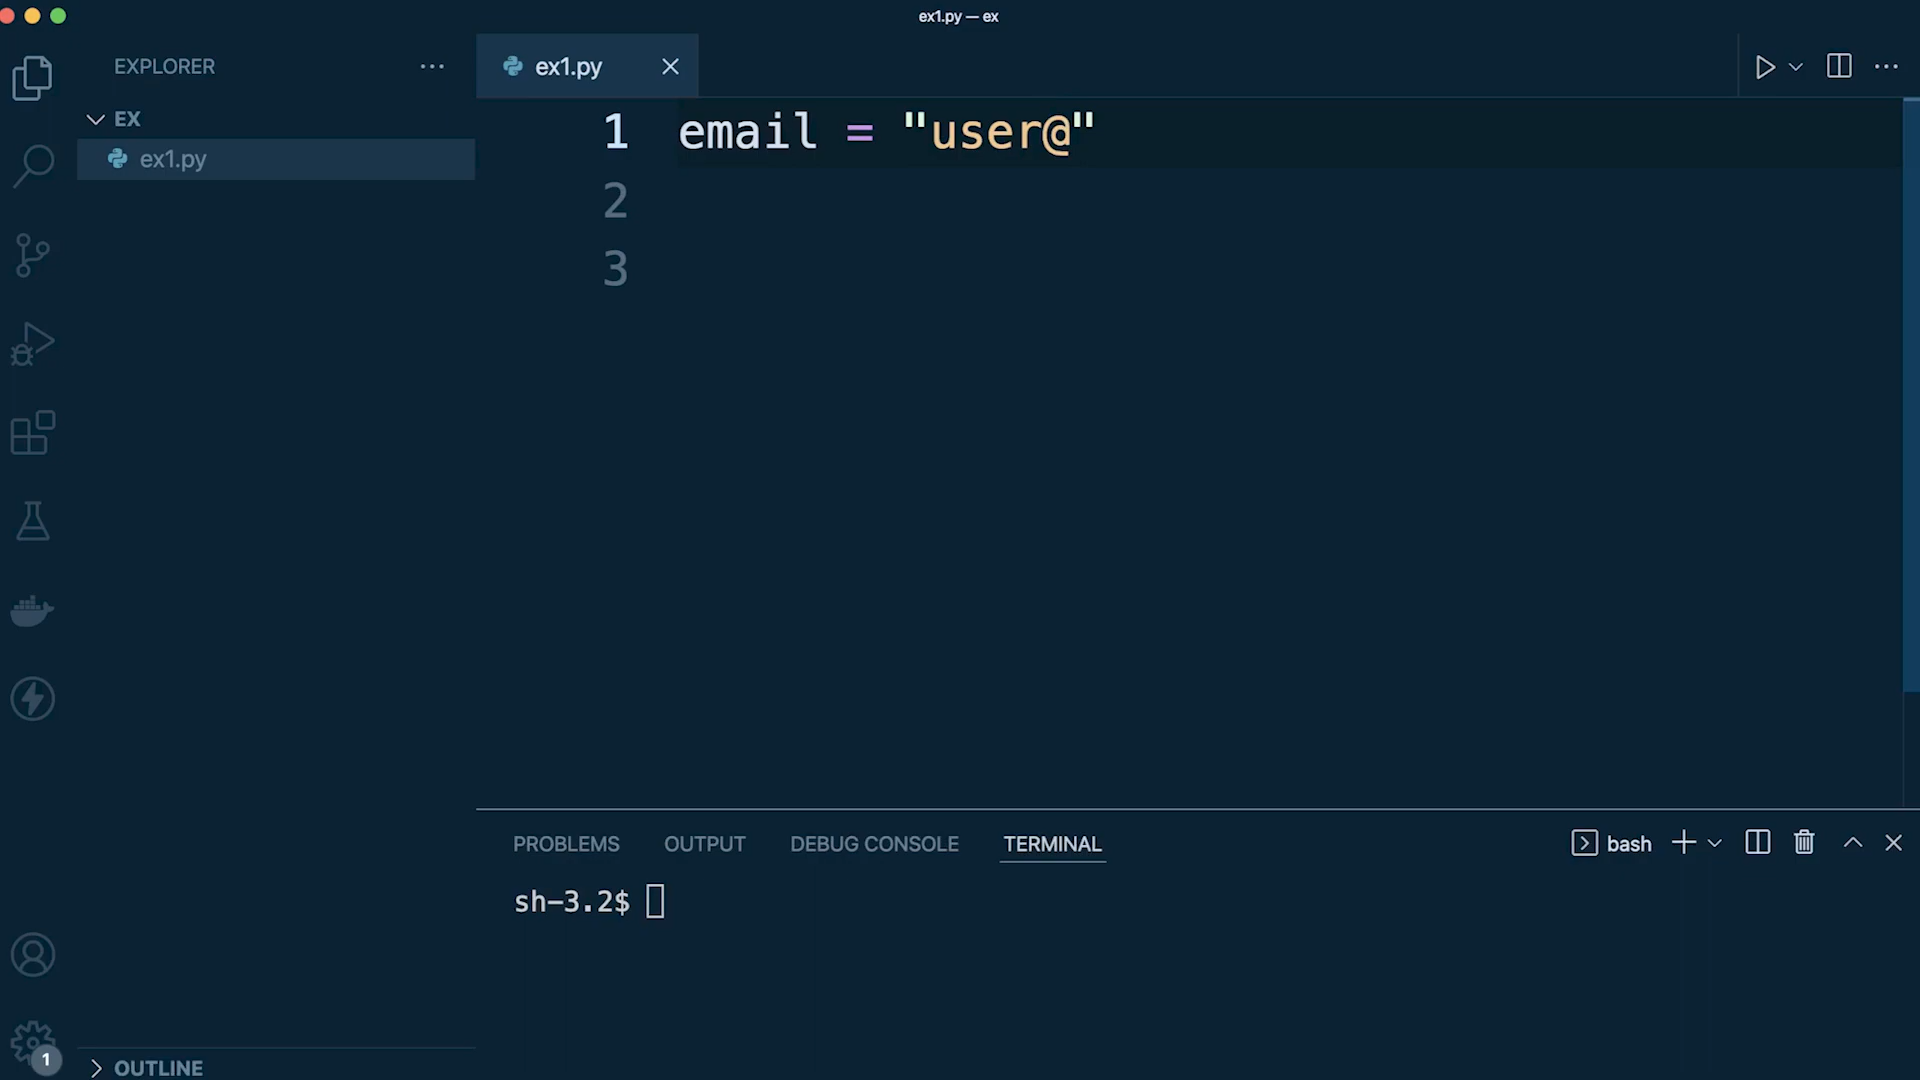 ex1.py — ex
EXPLORER
ex1.py
EX
ex1.py
1 email = "user@"
2
3
PROBLEMS OUTPUT DEBUG CONSOLE TERMINAL
bash
sh-3.2$
1
OUTLINE